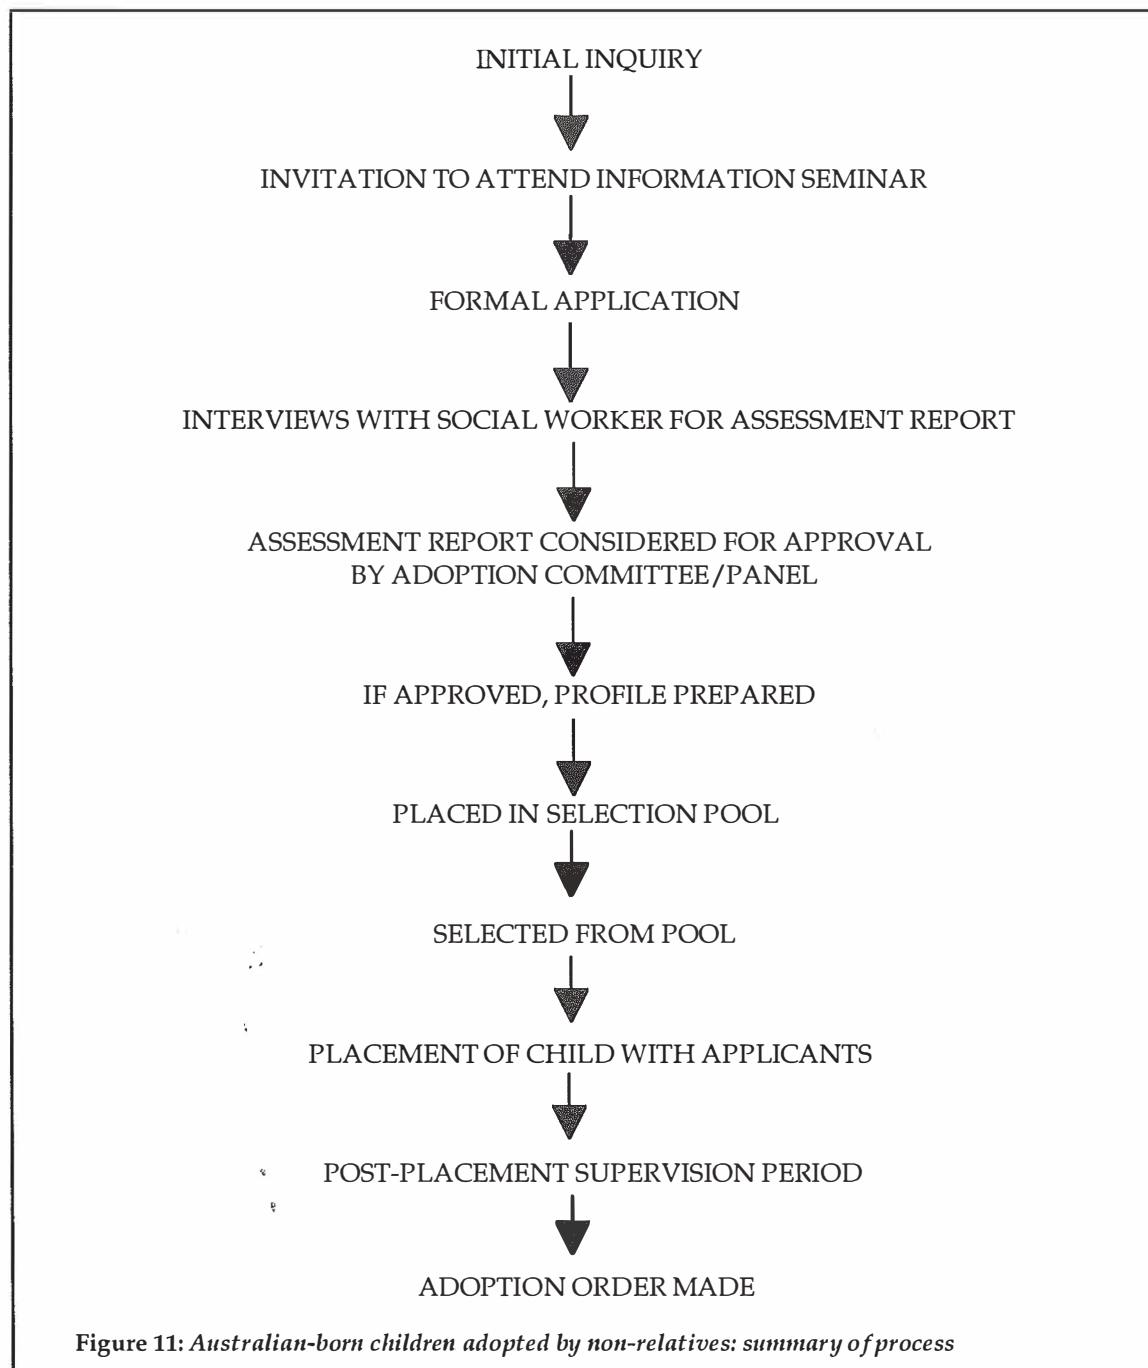 INITIAL INQUIRY
INVITATION TO ATTEND INFORMATION SEMINAR
FORMAL APPLICATION
INTERVIEWS WITH SOCIAL WORKER FOR ASSESSMENT REPORT
ASSESSMENT REPORT CONSIDERED FOR APPROVAL
BY ADOPTION COMMITTEE/PANEL
IF APPROVED, PROFILE PREPARED
PLACED IN SELECTION POOL
SELECTED FROM POOL
PLACEMENT OF CHILD WITH APPLICANTS
POST-PLACEMENT SUPERVISION PERIOD
ADOPTION ORDER MADE
Figure 11: Australian-born children adopted by non-relatives: summary of process